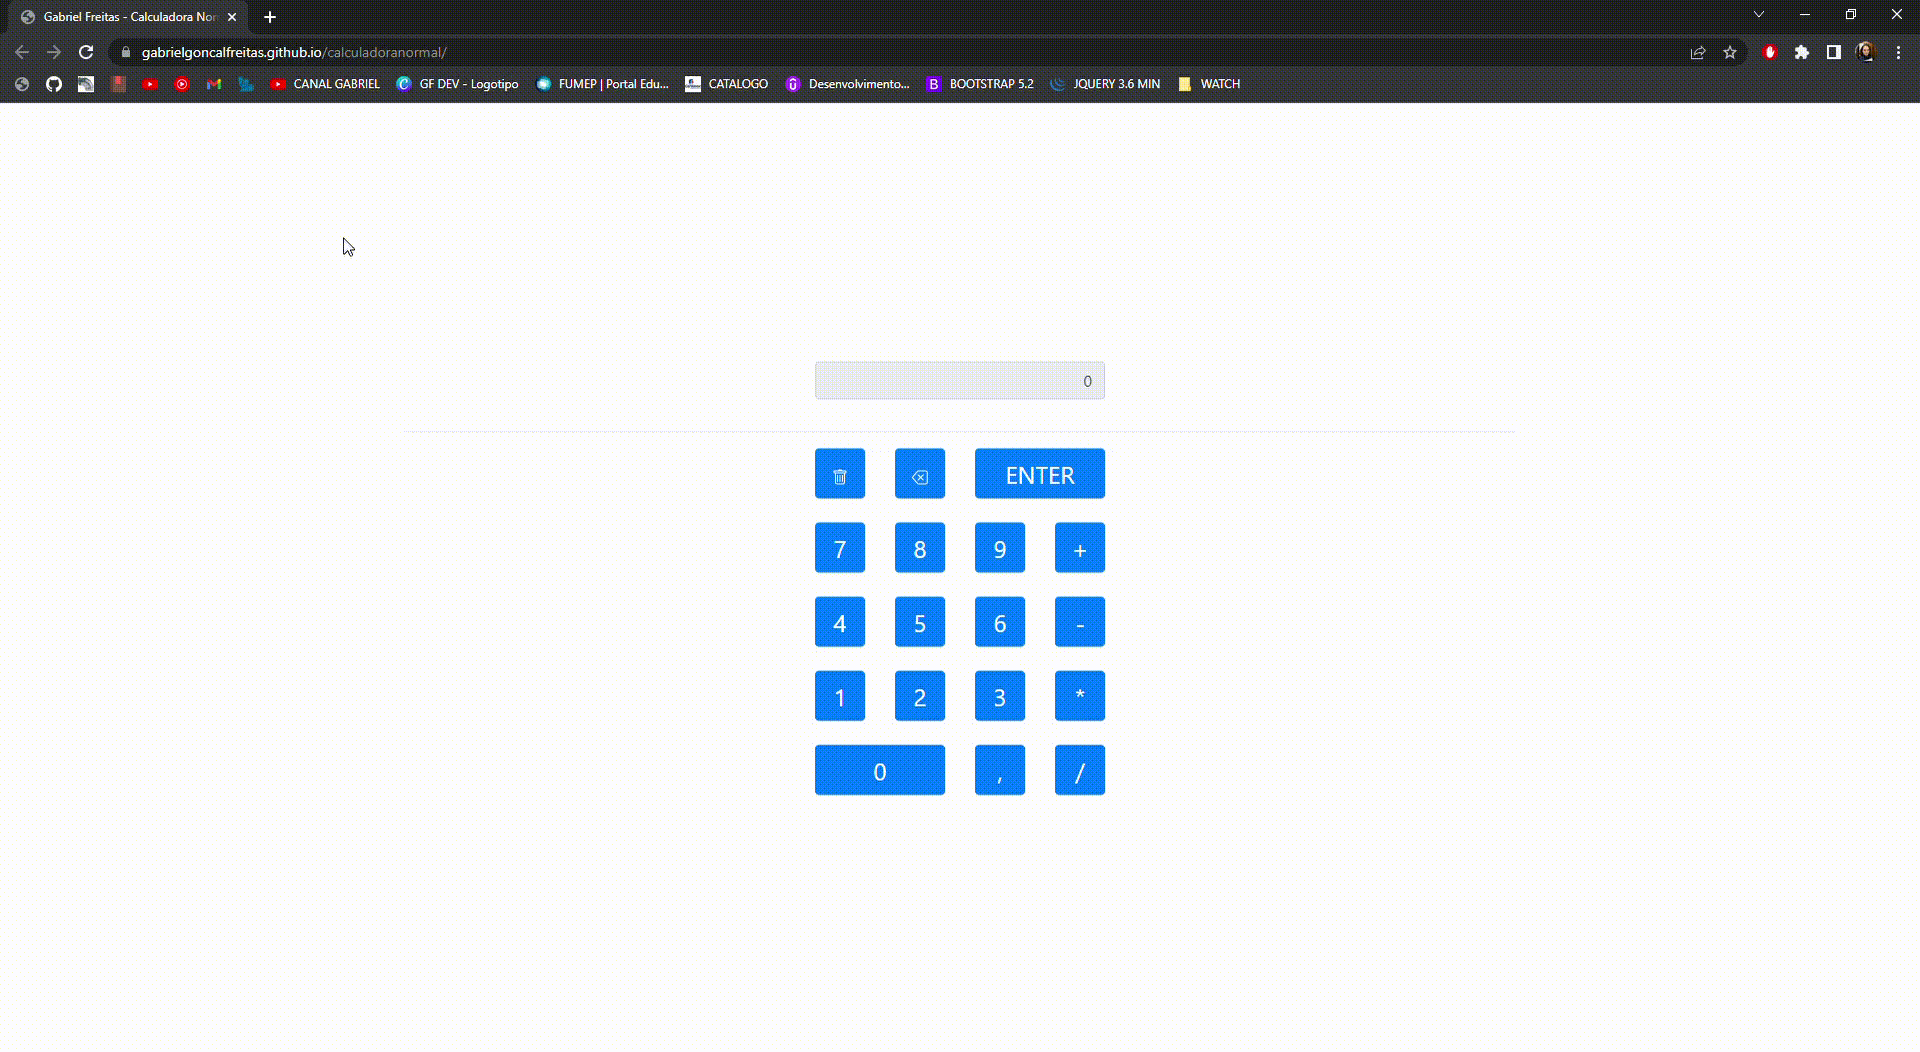 Gabriel Freitas - Calculadora Nor
gabrielgoncalfreitas.github.io/calculadoranormal/
CANAL GABRIEL GF DEV - Logotipo FUMEP | Portal Edu... CATALOGO Desenvolvimento... BOOTSTRAP 5.2 JQUERY 3.6 MIN WATCH
0
ENTER
7 8 9 +
4 5 6 -
1 2 3 *
0 , /